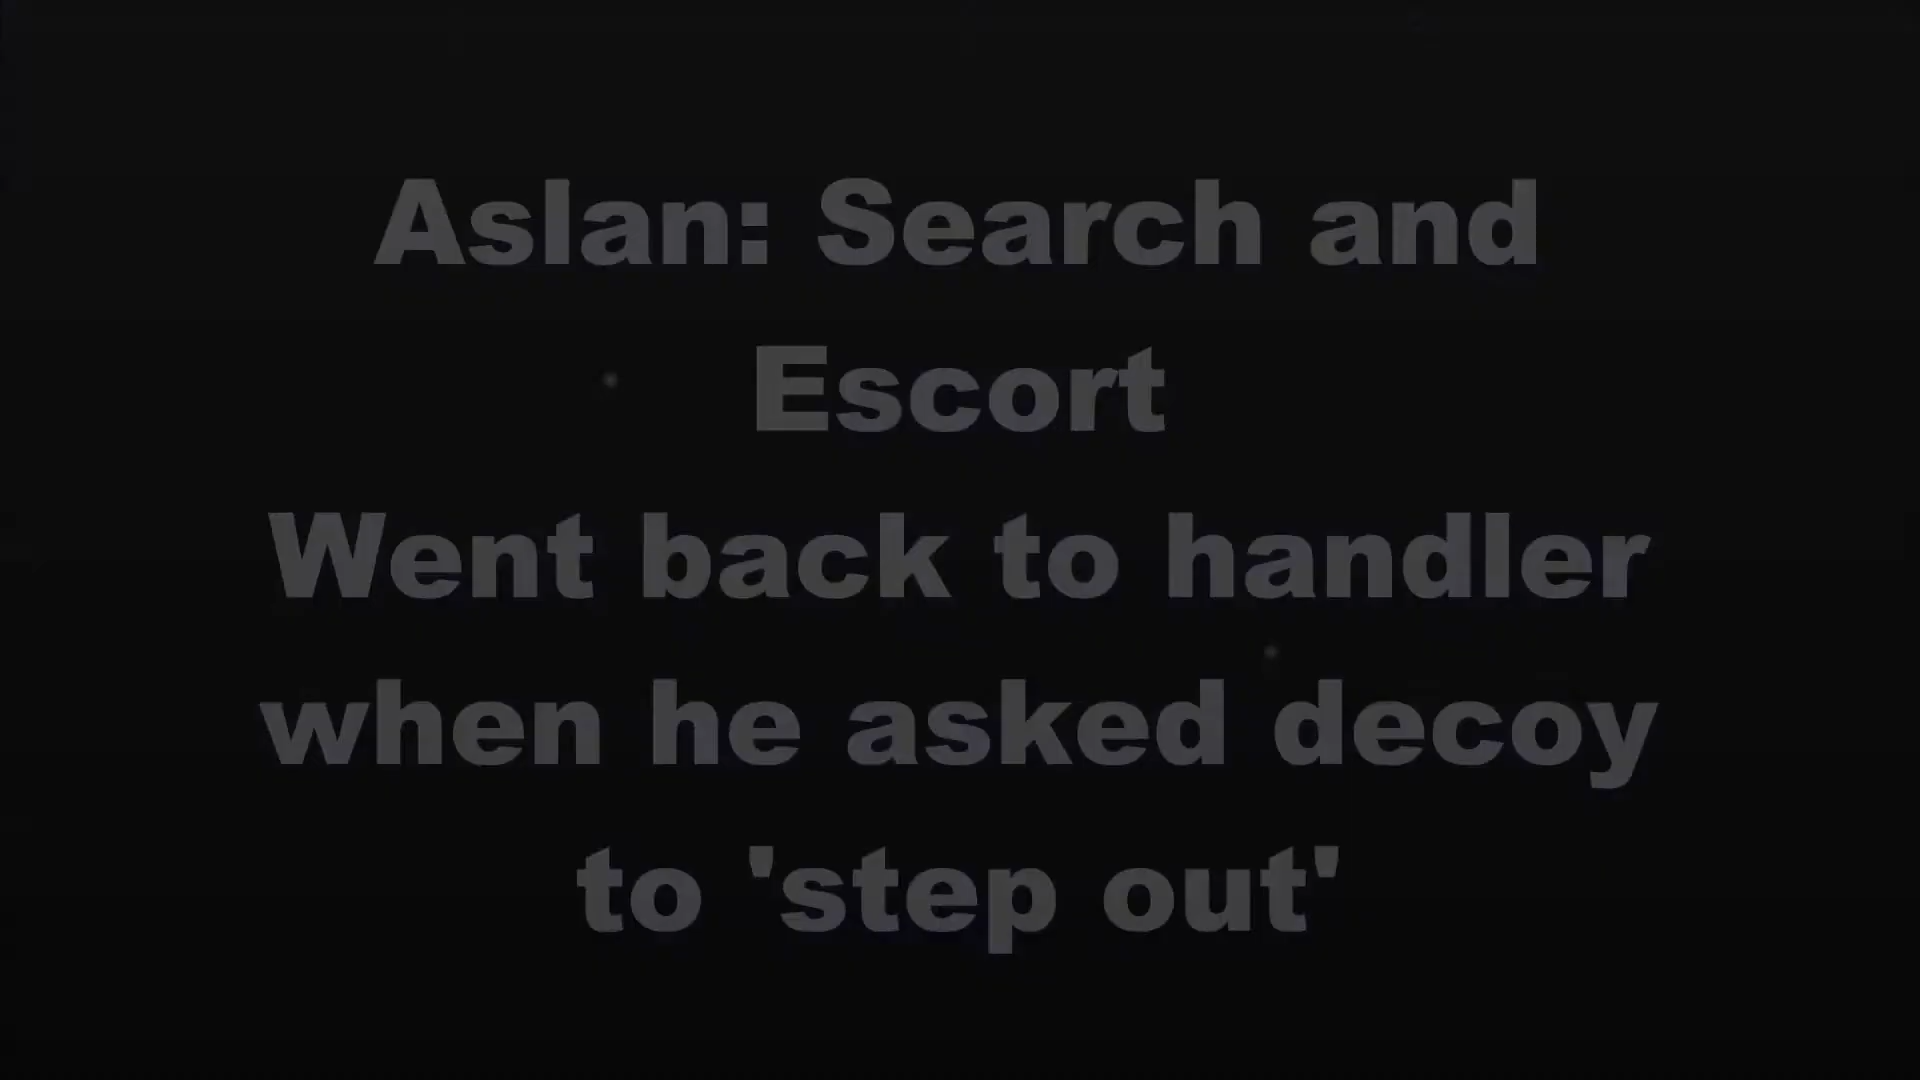 Aslan: Search and
Escort
Went back to handler
when he asked decoy
to 'step out'